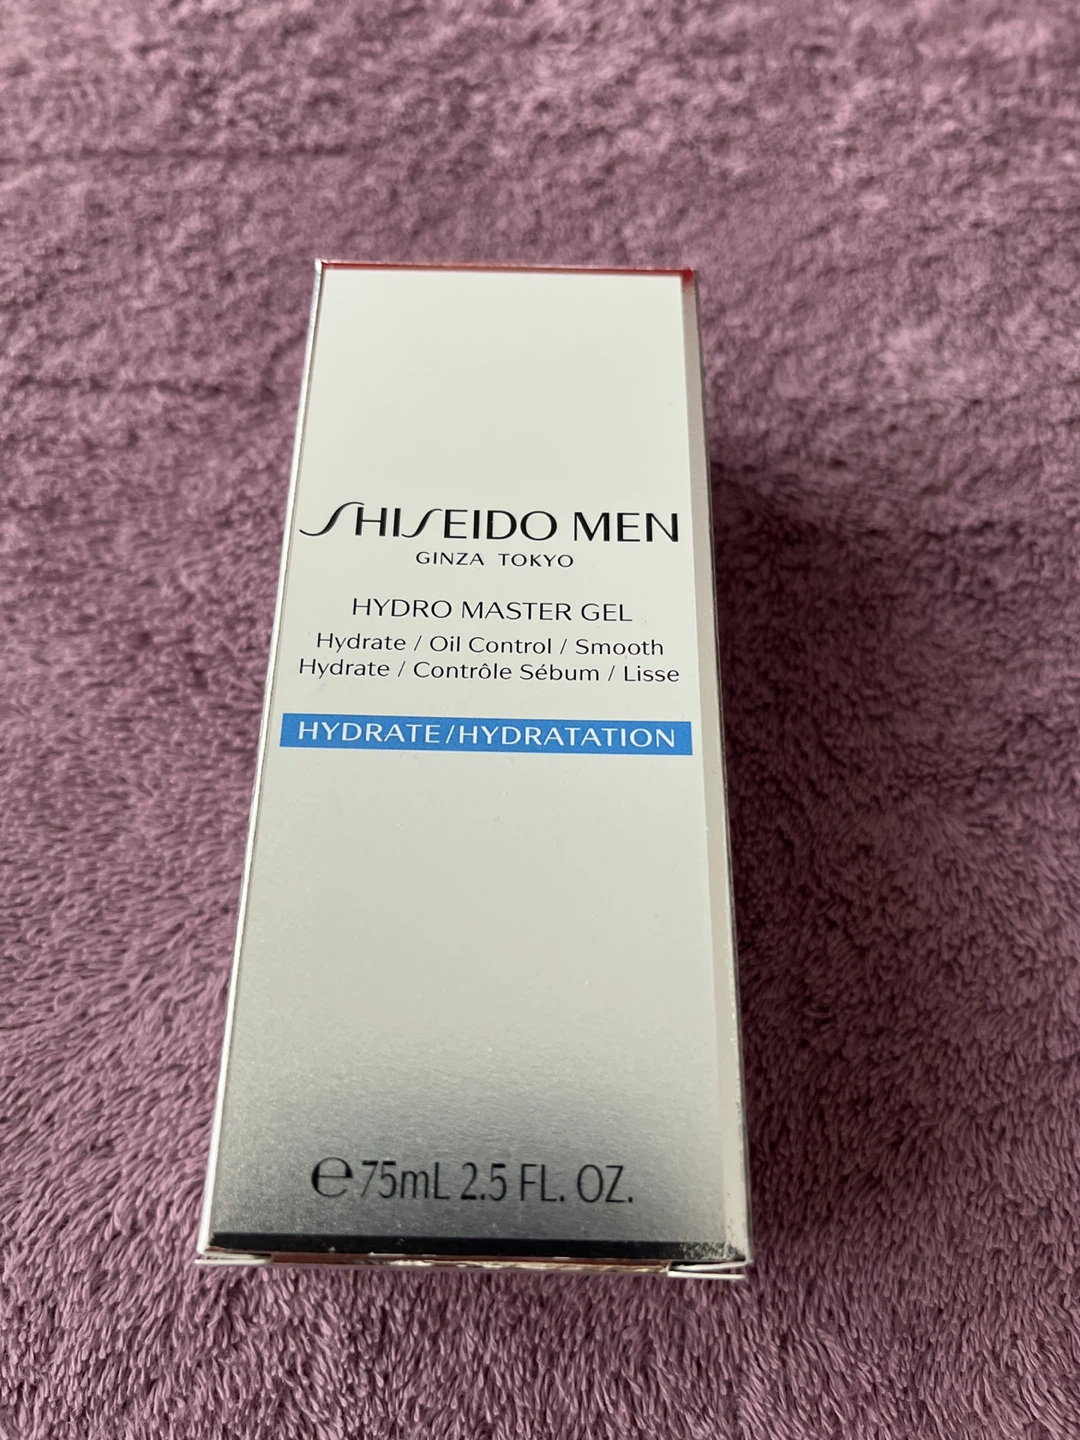 SHISEIDO MEN
GINZA TOKYO
HYDRO MASTER GEL
Hydrate / Oil Control / Smooth
Hydrate / Contrôle Sébum / Lisse
HYDRATE/HYDRATATION
℮75mL 2.5 FL. OZ.